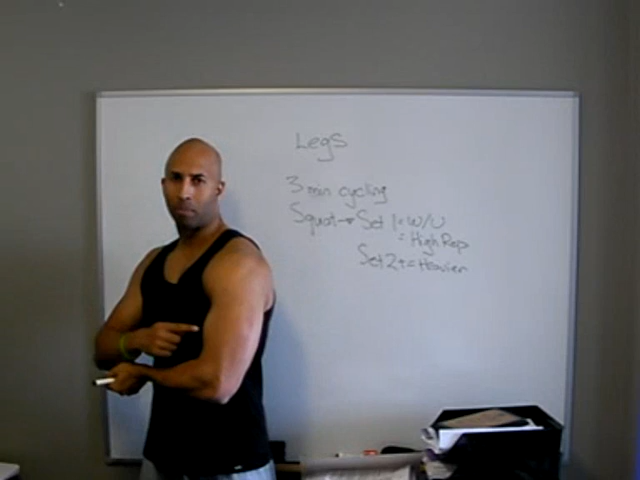 Legs
3 min cycling
Squat → Set 1 = W/U
= High Rep
Set 2+ = Heavier